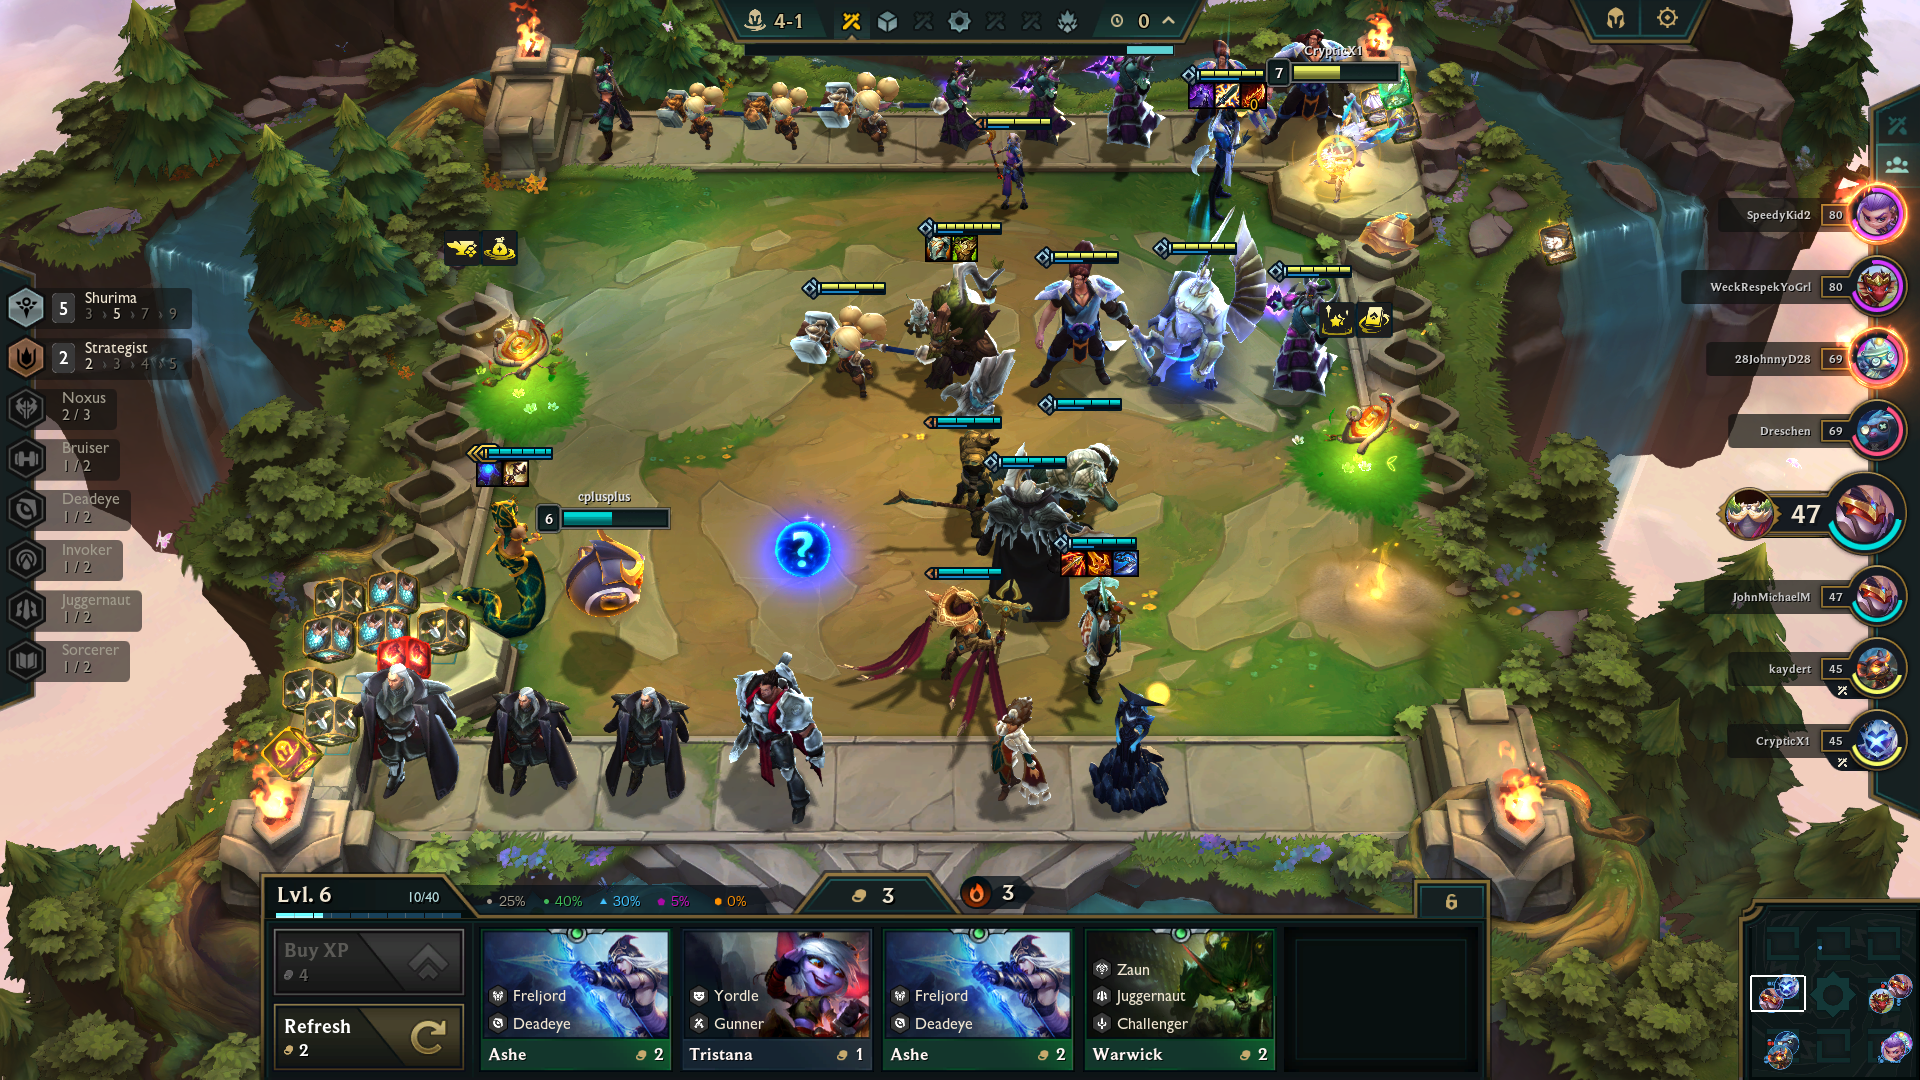 4-1
0
CrypticX1
7
0
SpeedyKid2 80
WeckRespekYoGrl 80
28JohnnyD28 69
Dreschen 69
47
JohnMichaelM 47
kaydert 45
CrypticX1 45
5 Shurima
3 › 5 › 7 › 9
2 Strategist
2 › 3 › 4 › 5
Noxus
2 / 3
Bruiser
1 / 2
Deadeye
1 / 2
Invoker
1 / 2
Juggernaut
1 / 2
Sorcerer
1 / 2
cplusplus
6
?
Lvl. 6 10/40
25% 40% 30% 5% 0%
3
3
6
Buy XP
4
Refresh
2
Freljord
Deadeye
Ashe 2
Yordle
Gunner
Tristana 1
Freljord
Deadeye
Ashe 2
Zaun
Juggernaut
Challenger
Warwick 2